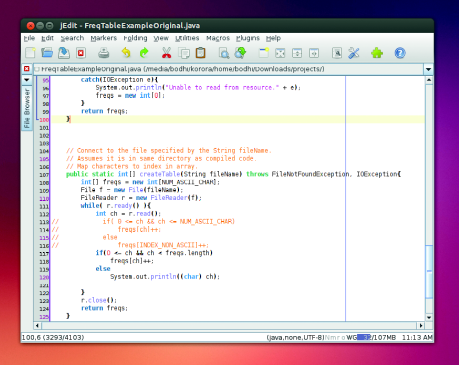 jEdit - FreqTableExampleOriginal.java
File Edit Search Markers Folding View Utilities Macros Plugins Help
FreqTableExampleOriginal.java (/media/bodhi/korora/home/bodhi/Downloads/projects/)
File Browser
95 catch(IOException e){
96 System.out.println("Unable to read from resource." + e);
97 freqs = new int[0];
98 }
99 return freqs;
100 }
101
102
103
104 // Connect to the file specified by the String fileName.
105 // Assumes it is in same directory as compiled code.
106 // Map characters to index in array.
107 public static int[] createTable(String fileName) throws FileNotFoundException, IOException{
108 int[] freqs = new int[NUM_ASCII_CHAR];
109 File f = new File(fileName);
110 FileReader r = new FileReader(f);
111 while( r.ready() ){
112 int ch = r.read();
113 // if( 0 <= ch && ch <= NUM_ASCII_CHAR)
114 // freqs[ch]++;
115 // else
116 // freqs[INDEX_NON_ASCII]++;
117 if(0 <= ch && ch < freqs.length)
118 freqs[ch]++;
119 else
120 System.out.println((char) ch);
121
122 }
123 r.close();
124 return freqs;
125 }
100,6 (3293/4103) (java,none,UTF-8) WG /107MB 11:13 AM